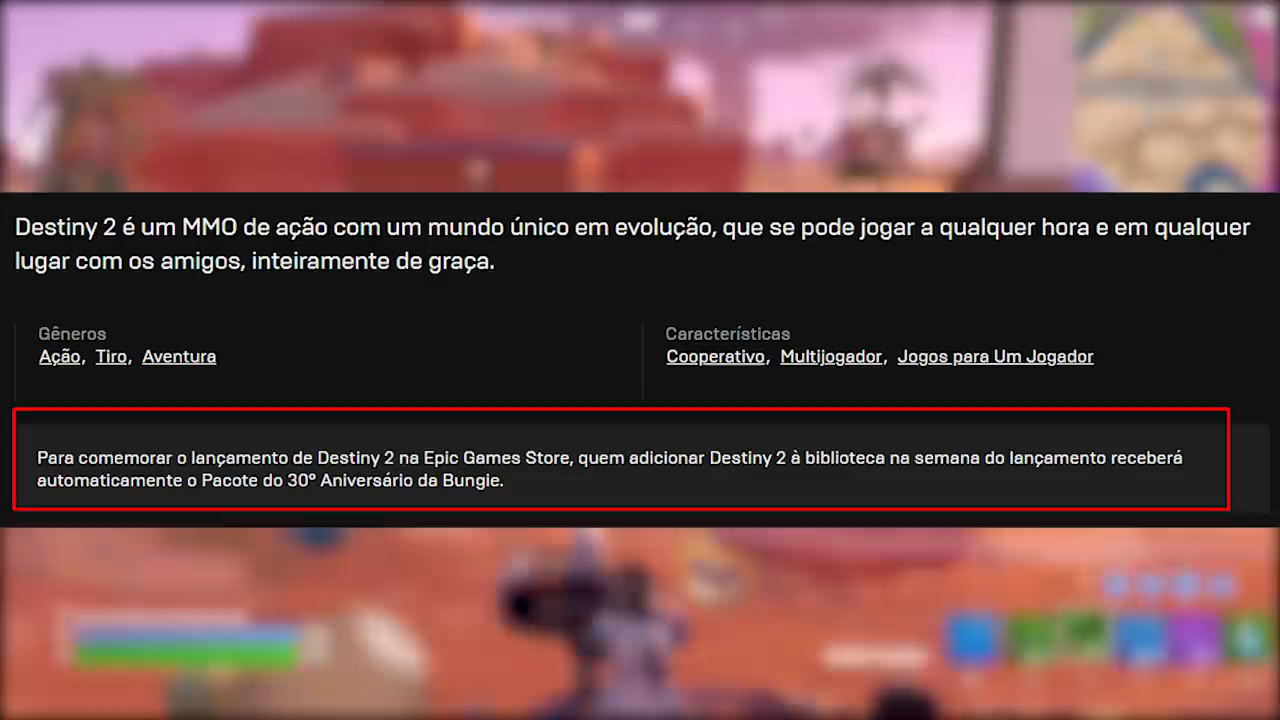 Destiny 2 é um MMO de ação com um mundo único em evolução, que se pode jogar a qualquer hora e em qualquer
lugar com os amigos, inteiramente de graça.
Gêneros
Ação, Tiro, Aventura
Características
Cooperativo, Multijogador, Jogos para Um Jogador
Para comemorar o lançamento de Destiny 2 na Epic Games Store, quem adicionar Destiny 2 à biblioteca na semana do lançamento receberá
automaticamente o Pacote do 30º Aniversário da Bungie.